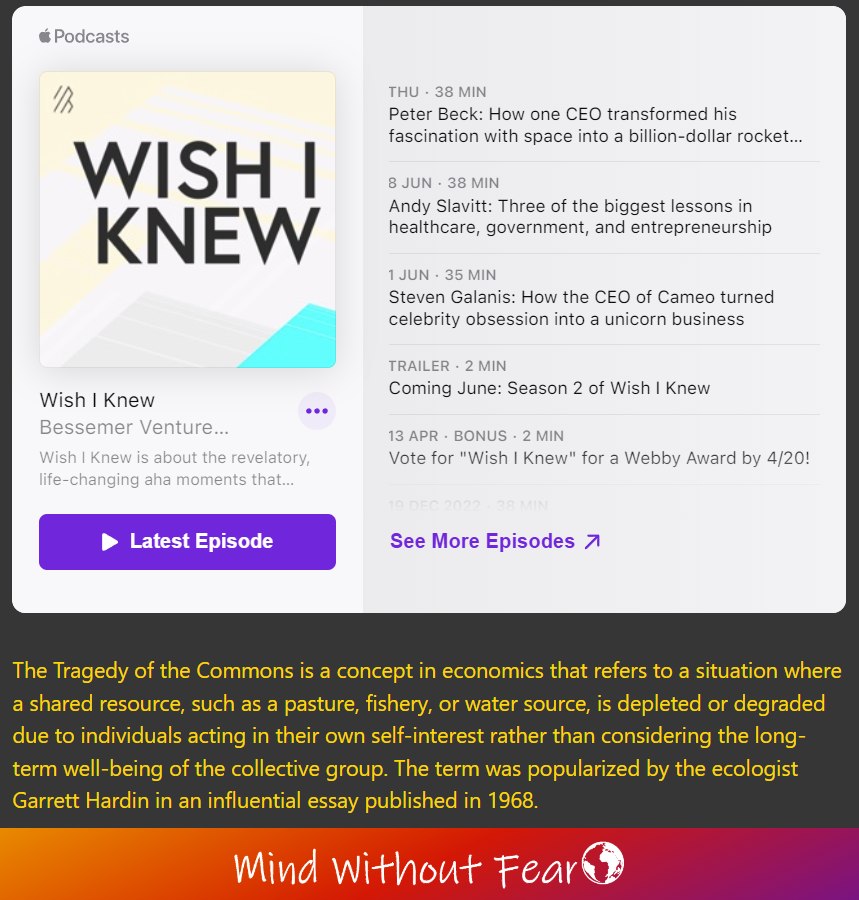 Podcasts
WISH I
KNEW
Wish I Knew
Bessemer Venture...
Wish I Knew is about the revelatory,
life-changing aha moments that...
Latest Episode
THU · 38 MIN
Peter Beck: How one CEO transformed his
fascination with space into a billion-dollar rocket...
8 JUN · 38 MIN
Andy Slavitt: Three of the biggest lessons in
healthcare, government, and entrepreneurship
1 JUN · 35 MIN
Steven Galanis: How the CEO of Cameo turned
celebrity obsession into a unicorn business
TRAILER · 2 MIN
Coming June: Season 2 of Wish I Knew
13 APR · BONUS · 2 MIN
Vote for "Wish I Knew" for a Webby Award by 4/20!
19 DEC 2022 · 36 MIN
See More Episodes
The Tragedy of the Commons is a concept in economics that refers to a situation where
a shared resource, such as a pasture, fishery, or water source, is depleted or degraded
due to individuals acting in their own self-interest rather than considering the long-
term well-being of the collective group. The term was popularized by the ecologist
Garrett Hardin in an influential essay published in 1968.
Mind Without Fear